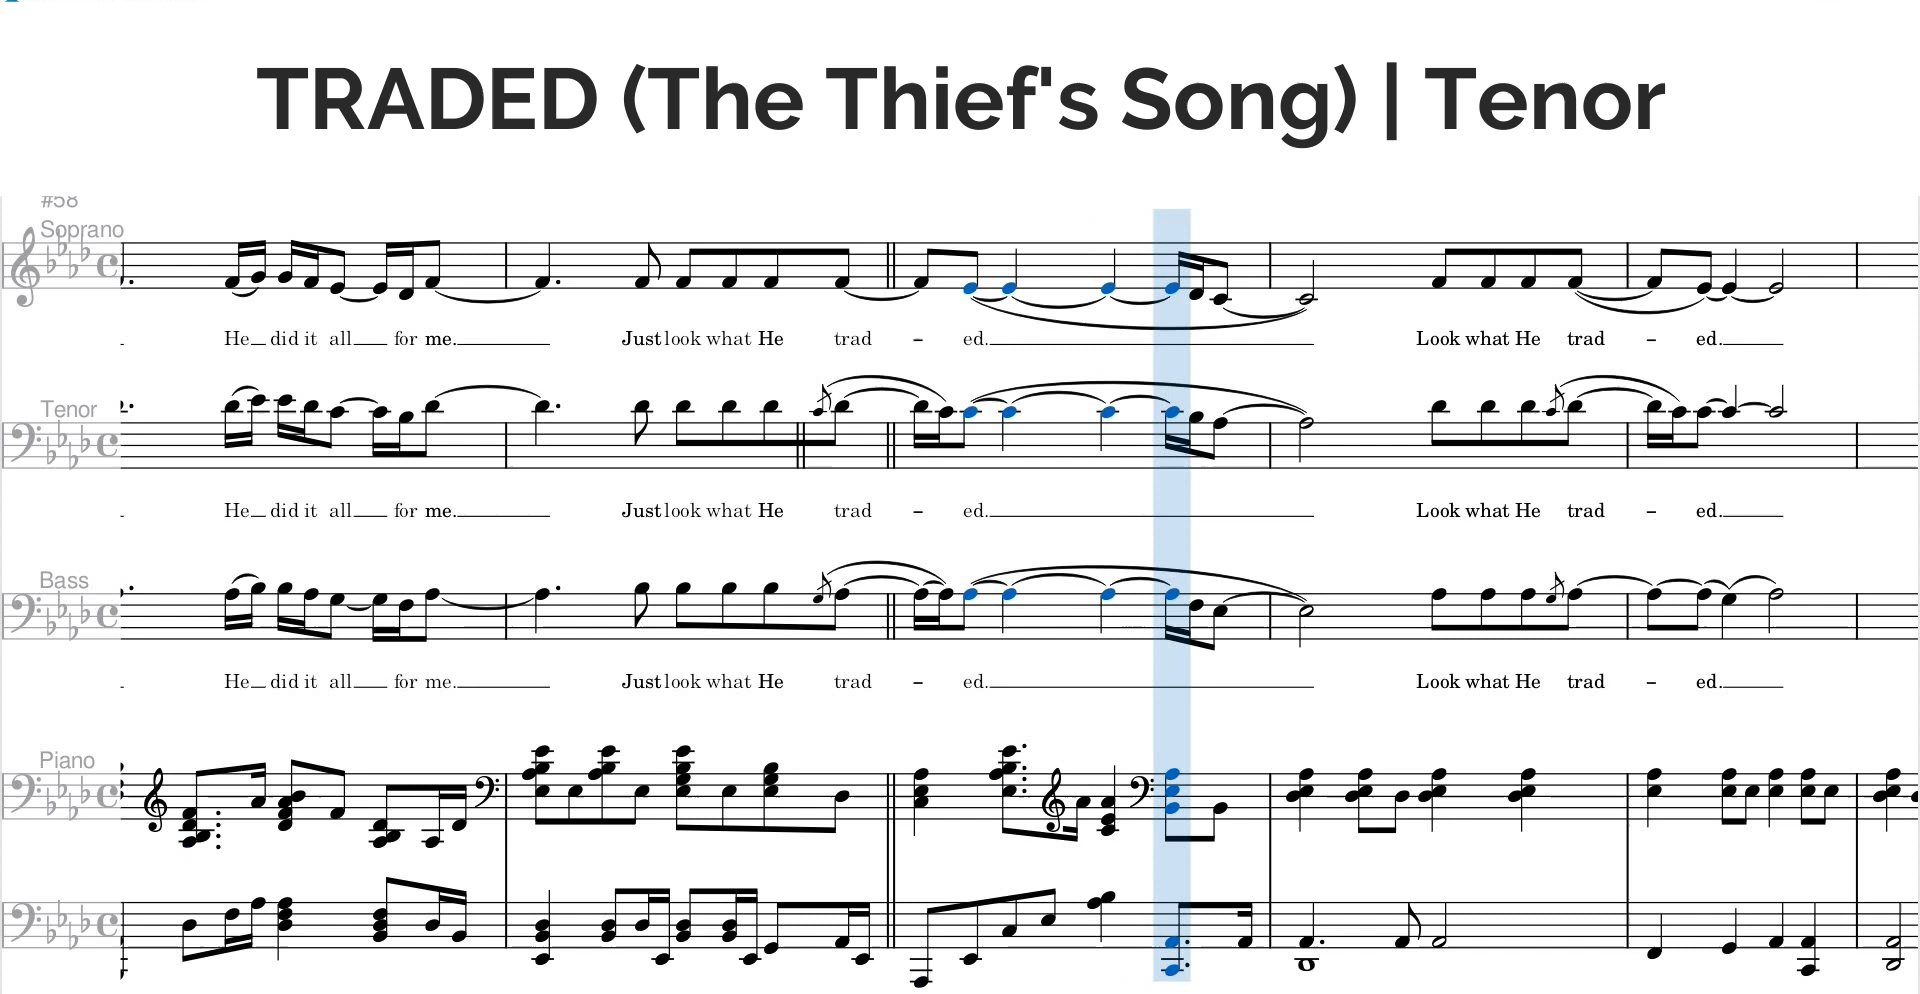 TRADED (The Thief's Song) | Tenor
#58
Soprano
He did it all for me. Just look what He trad - ed. Look what He trad - ed.
Tenor
He did it all for me. Just look what He trad - ed. Look what He trad - ed.
Bass
He did it all for me. Just look what He trad - ed. Look what He trad - ed.
Piano